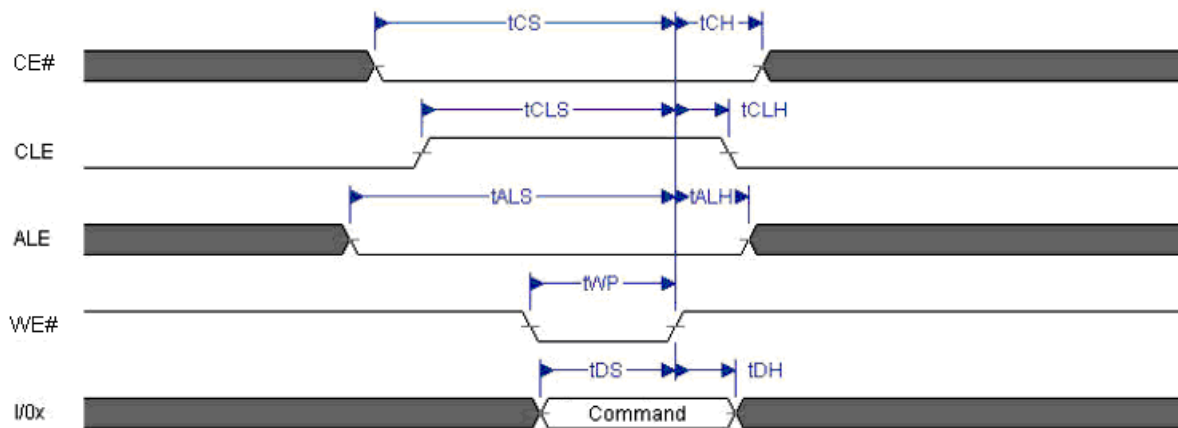 tCS tCH
CE#
tCLS tCLH
CLE
tALS tALH
ALE
tWP
WE#
tDS tDH
I/0x Command